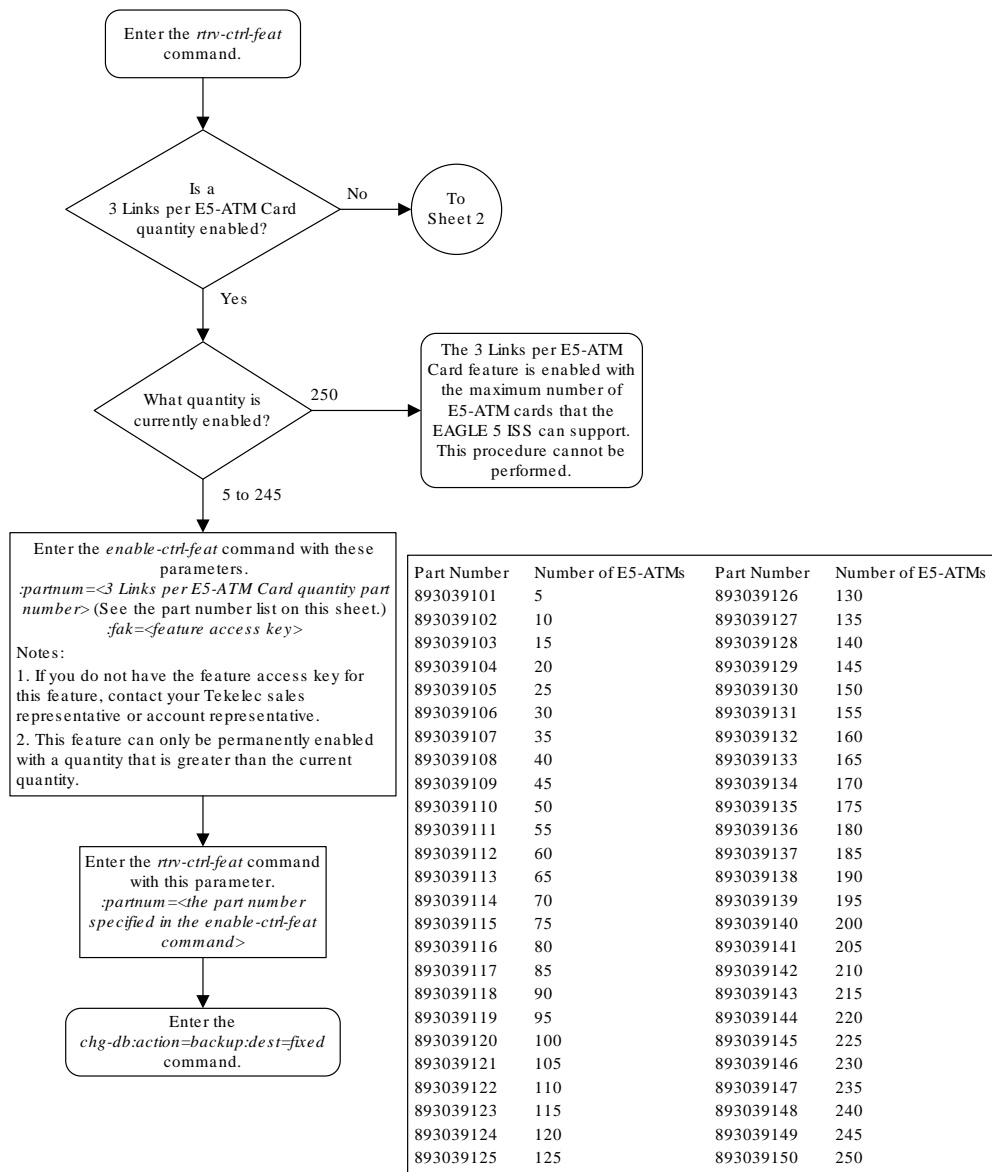 Enter the rtrv-ctrl-feat
command.
Is a
3 Links per E5-ATM Card
quantity enabled?
No
To
Sheet 2
Yes
What quantity is
currently enabled?
250
The 3 Links per E5-ATM
Card feature is enabled with
the maximum number of
E5-ATM cards that the
EAGLE 5 ISS can support.
This procedure cannot be
performed.
5 to 245
Enter the enable-ctrl-feat command with these
parameters.
:partnum=<3 Links per E5-ATM Card quantity part
number> (See the part number list on this sheet.)
:fak=<feature access key>
Notes:
1. If you do not have the feature access key for
this feature, contact your Tekelec sales
representative or account representative.
2. This feature can only be permanently enabled
with a quantity that is greater than the current
quantity.
Enter the rtrv-ctrl-feat command
with this parameter.
:partnum=<the part number
specified in the enable-ctrl-feat
command>
Enter the
chg-db:action=backup:dest=fixed
command.
Part Number Number of E5-ATMs Part Number Number of E5-ATMs
893039101 5 893039126 130
893039102 10 893039127 135
893039103 15 893039128 140
893039104 20 893039129 145
893039105 25 893039130 150
893039106 30 893039131 155
893039107 35 893039132 160
893039108 40 893039133 165
893039109 45 893039134 170
893039110 50 893039135 175
893039111 55 893039136 180
893039112 60 893039137 185
893039113 65 893039138 190
893039114 70 893039139 195
893039115 75 893039140 200
893039116 80 893039141 205
893039117 85 893039142 210
893039118 90 893039143 215
893039119 95 893039144 220
893039120 100 893039145 225
893039121 105 893039146 230
893039122 110 893039147 235
893039123 115 893039148 240
893039124 120 893039149 245
893039125 125 893039150 250